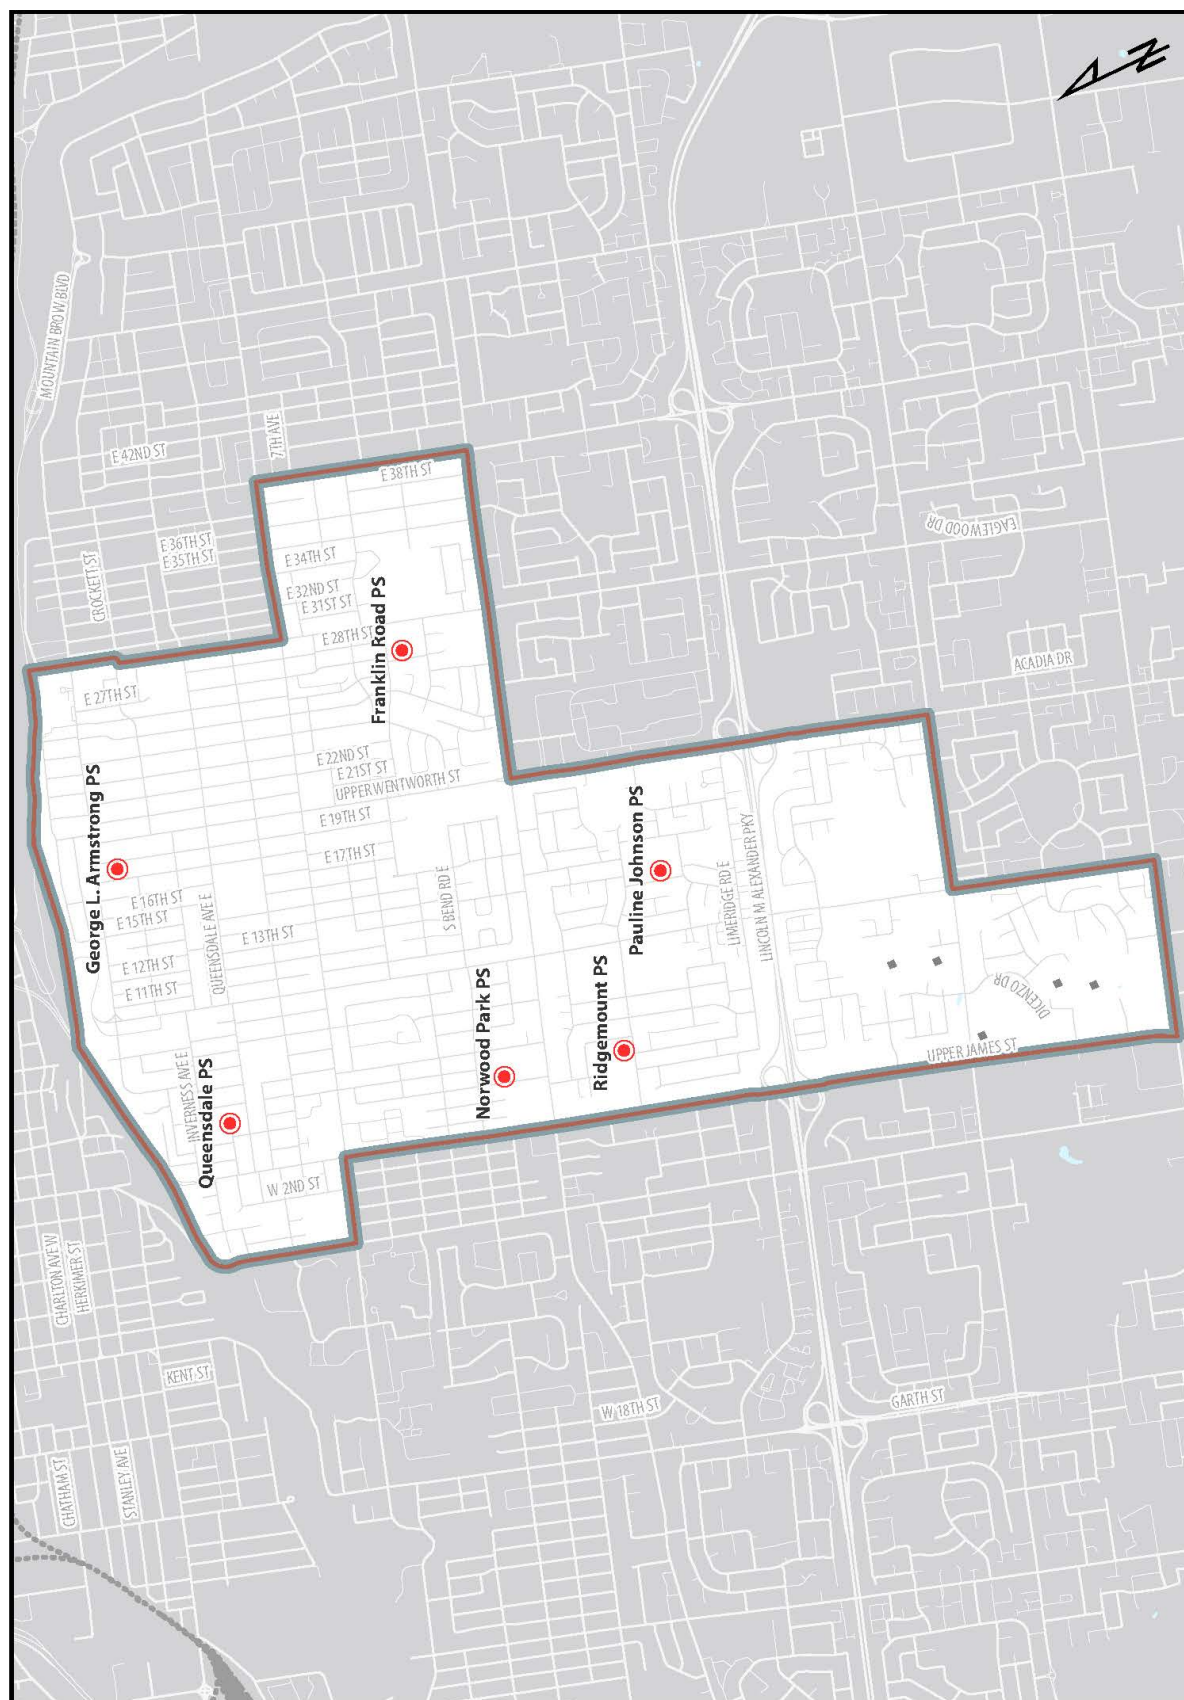 MOUNTAIN BROW BLVD
E 42ND ST
7TH AVE
E 38TH ST
E 36TH ST
E 35TH ST
CROCKETT ST
E 34TH ST
E 32ND ST
E 31ST ST
E 28TH ST
Franklin Road PS
E 27TH ST
EAGLEWOOD DR
ACADIA DR
E 22ND ST
E 21ST ST
UPPER WENTWORTH ST
E 19TH ST
E 17TH ST
George L. Armstrong PS
E 16TH ST
E 15TH ST
QUEENSDALE AVE E
E 13TH ST
E 12TH ST
E 11TH ST
S BEND RD E
Pauline Johnson PS
LIMERIDGE RD E
LINCOLN M ALEXANDER PKY
Norwood Park PS
Ridgemount PS
DICENZO DR
UPPER JAMES ST
INVERNESS AVE E
Queensdale PS
W 2ND ST
CHARLTON AVE W
HERKIMER ST
KENT ST
W 18TH ST
GARTH ST
CHATHAM ST
STANLEY AVE
N